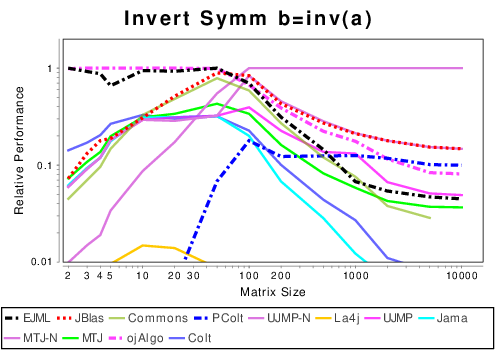 Invert Symm b=inv(a)
Relative Performance
1
0.1
0.01
2 3 4 5 10 20 30 100 200 1000 10000
Matrix Size
EJML JBlas Commons PColt UJMP-N La4j UJMP Jama
MTJ-N MTJ ojAlgo Colt